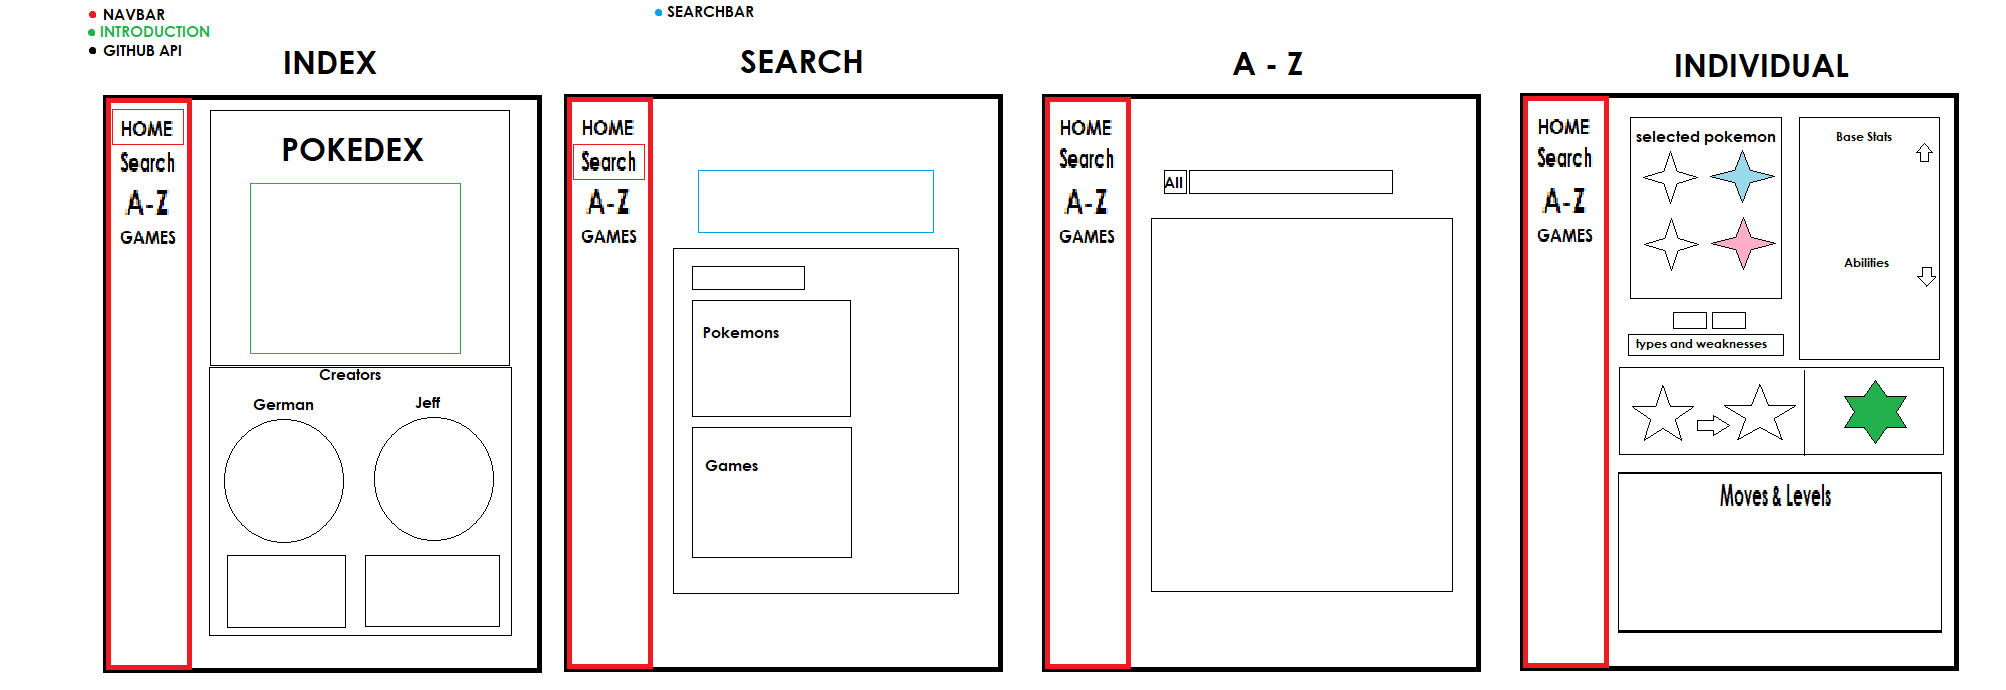 NAVBAR
INTRODUCTION
GITHUB API
SEARCHBAR
INDEX
HOME
Search
A-Z
GAMES
POKEDEX
Creators
German
Jeff
SEARCH
HOME
Search
A-Z
GAMES
Pokemons
Games
A - Z
HOME
Search
A-Z
GAMES
All
INDIVIDUAL
HOME
Search
A-Z
GAMES
selected pokemon
types and weaknesses
Base Stats
Abilities
Moves & Levels